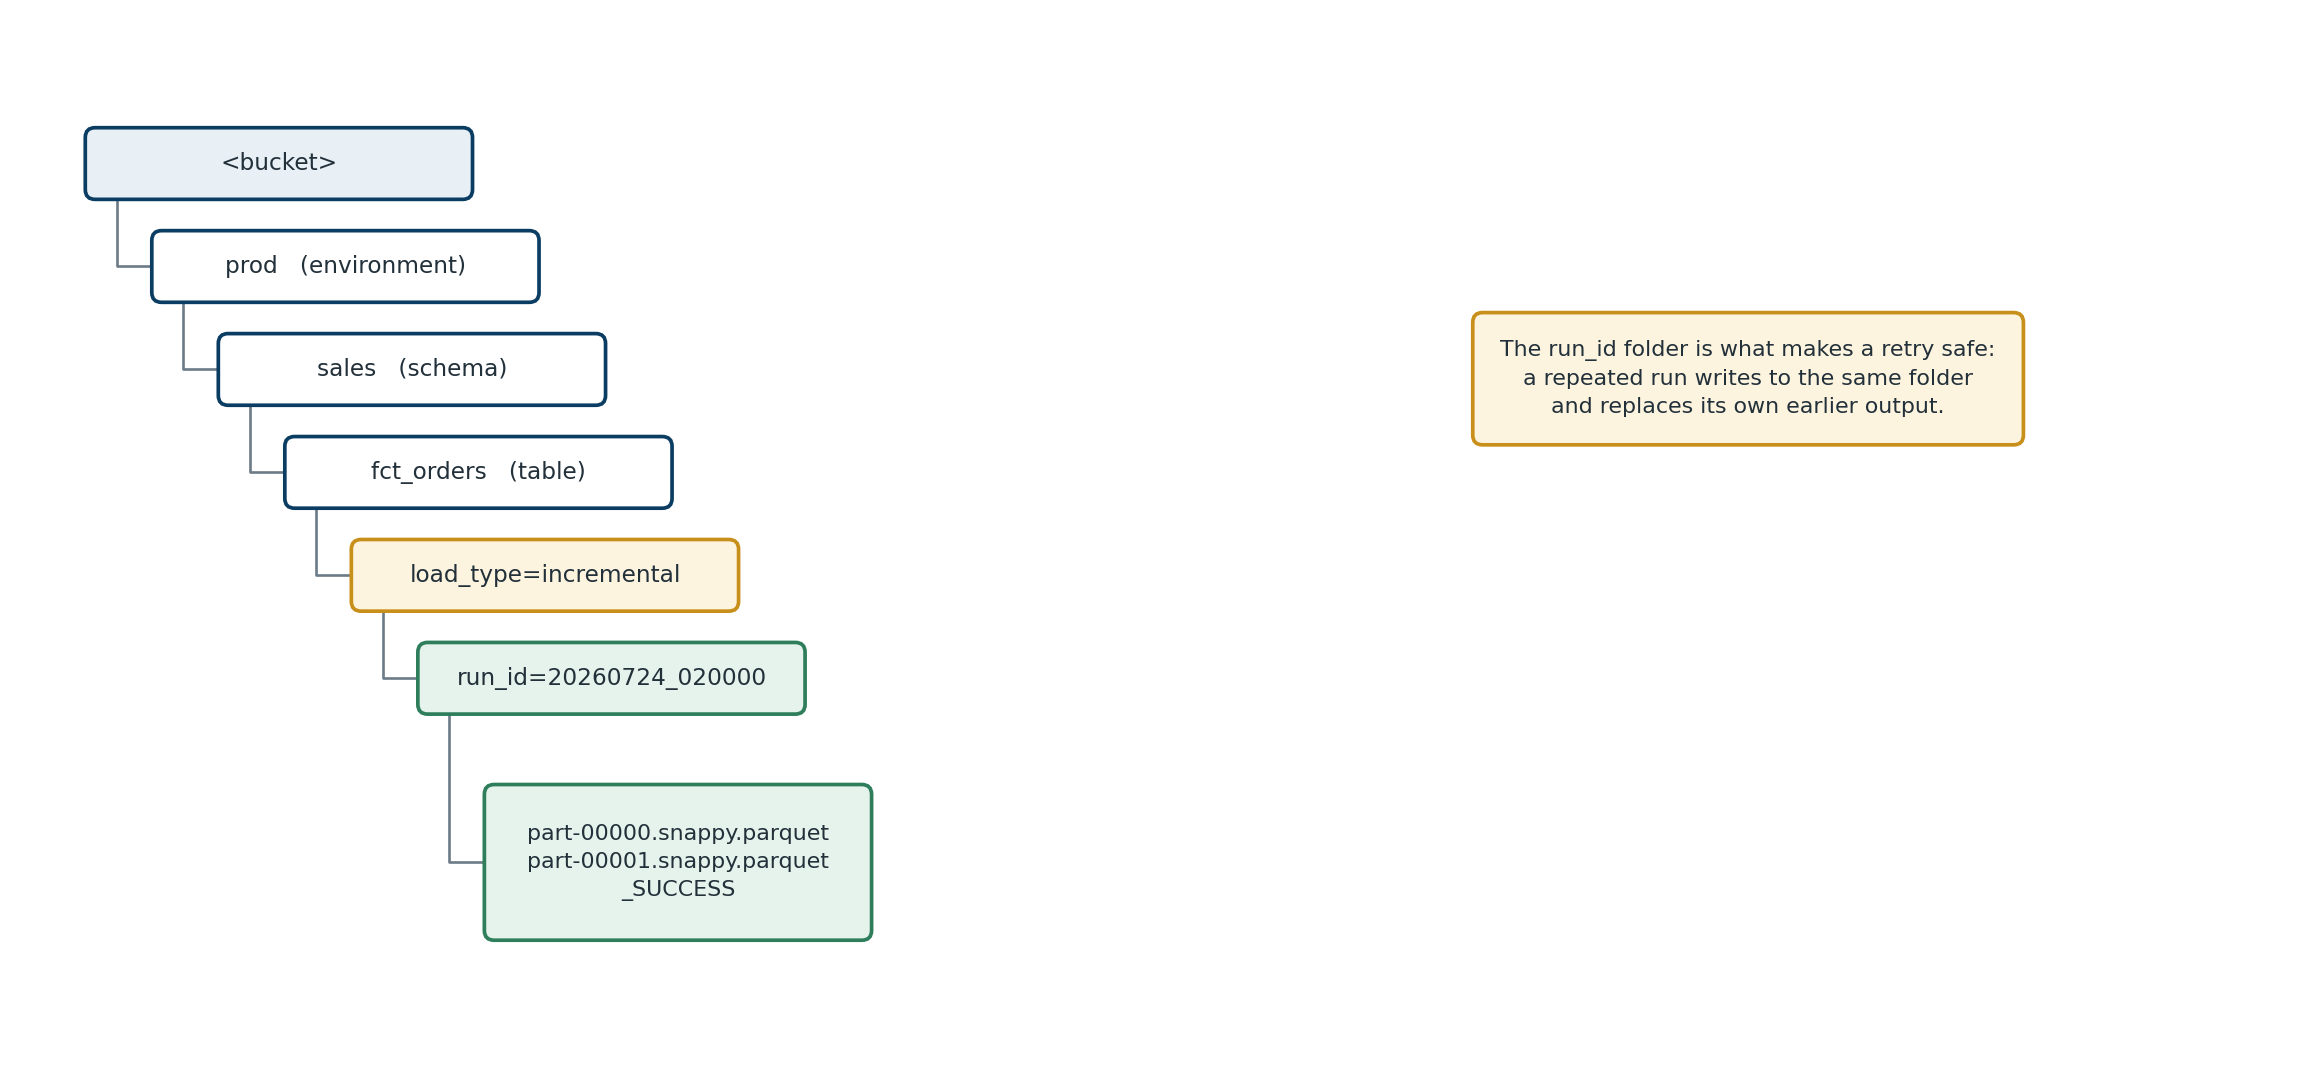 <bucket>
prod   (environment)
sales   (schema)
fct_orders   (table)
load_type=incremental
run_id=20260724_020000
part-00000.snappy.parquet
part-00001.snappy.parquet
_SUCCESS
The run_id folder is what makes a retry safe:
a repeated run writes to the same folder
and replaces its own earlier output.